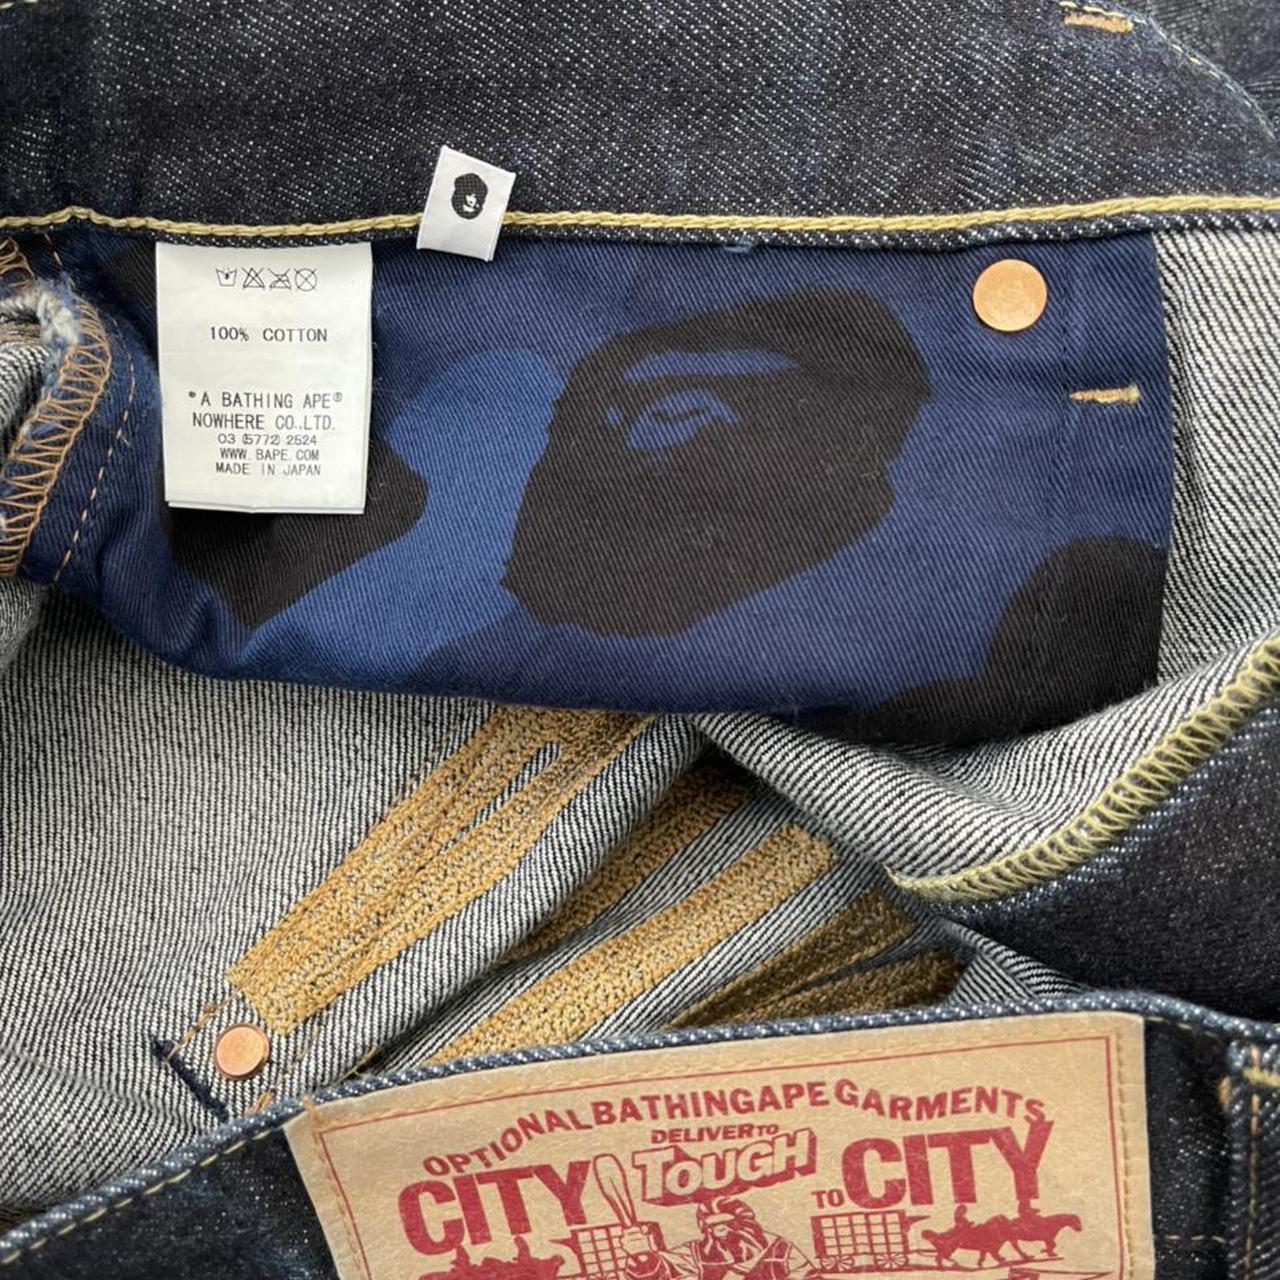 100% COTTON
*A BATHING APE®
NOWHERE CO.,LTD.
03 (5772) 2524
WWW.BAPE.COM
MADE IN JAPAN
OPTIONAL BATHINGAPE GARMENTS
DELIVER TO
CITY TOUGH TO CITY